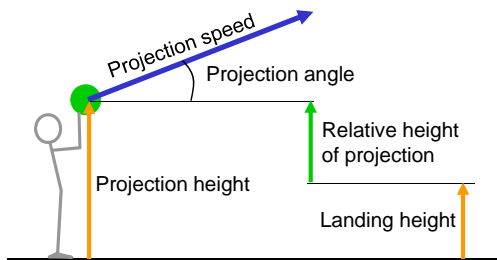 Projection speed
Projection angle
Relative height
of projection
Projection height
Landing height